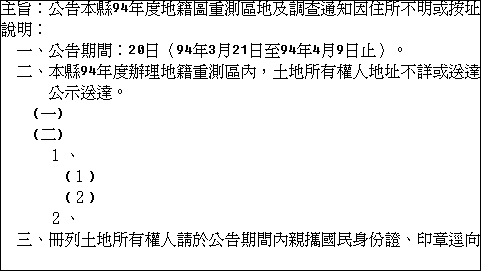 主旨：公告本縣94年度地籍圖重測區地及調查通知因住所不明或按址
說明：
一、公告期間：20日（94年3月21日至94年4月9日止）。
二、本縣94年度辦理地籍重測區內，土地所有權人地址不詳或送達
公示送達。
(一)
(二)
１、
(１)
(２)
２、
三、冊列土地所有權人請於公告期間內親攜國民身份證、印章逕向